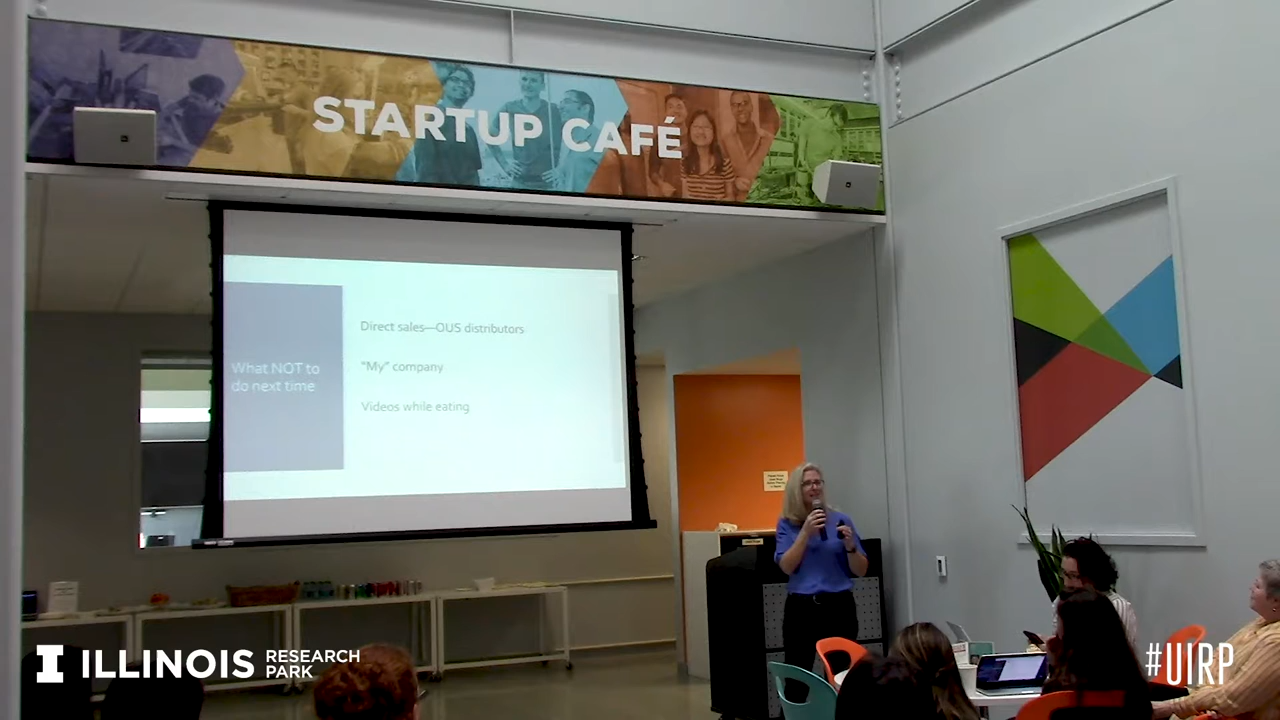 STARTUP CAFÉ
What NOT to
do next time
Direct sales—OUS distributors
"My" company
Videos while eating
I ILLINOIS RESEARCH
PARK
#UIRP